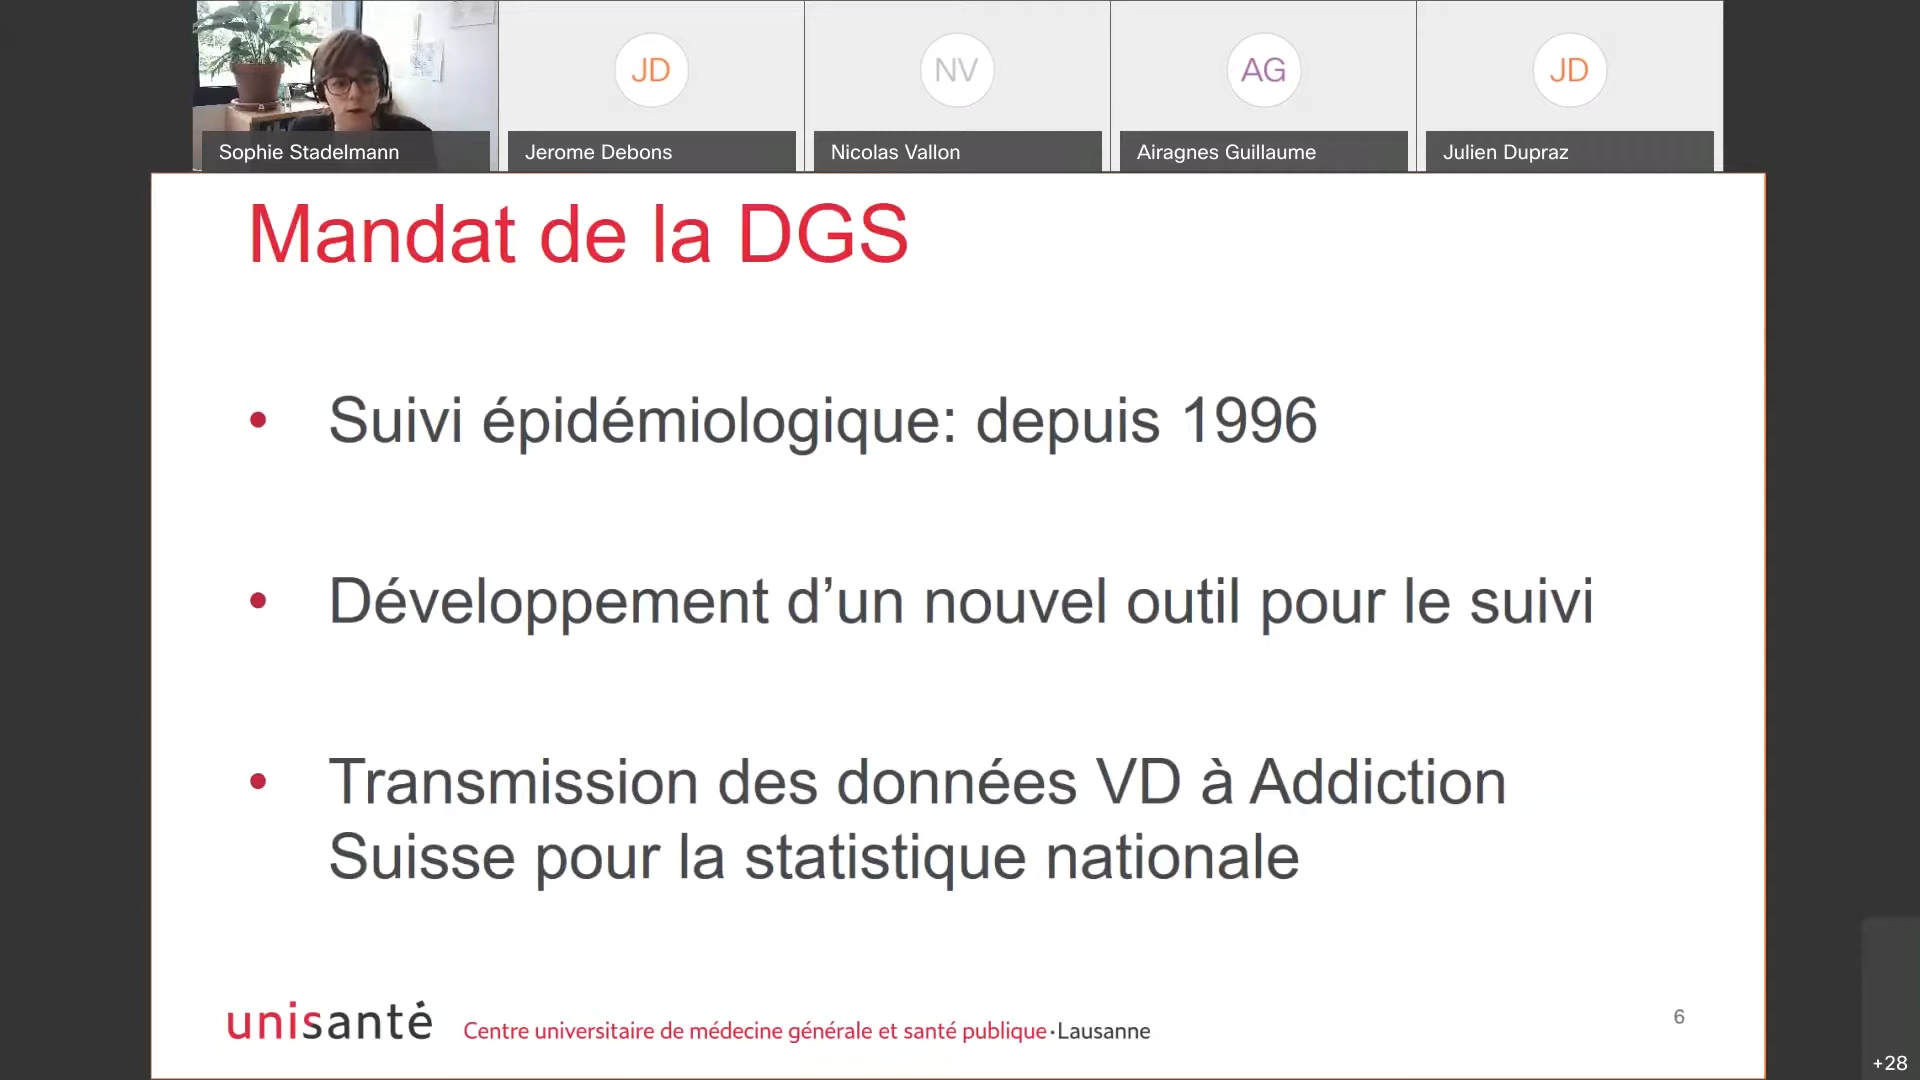 JD
NV
AG
JD
Sophie Stadelmann
Jerome Debons
Nicolas Vallon
Airagnes Guillaume
Julien Dupraz
Mandat de la DGS
• Suivi épidémiologique: depuis 1996
• Développement d’un nouvel outil pour le suivi
• Transmission des données VD à Addiction
Suisse pour la statistique nationale
unisanté
Centre universitaire de médecine générale et santé publique·Lausanne
6
+28